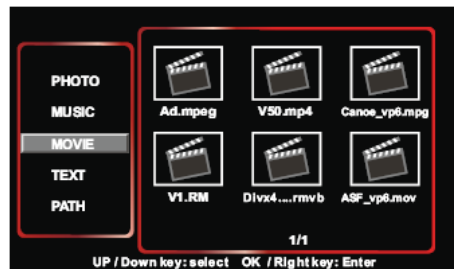 PHOTO
MUSIC
MOVIE
TEXT
PATH
Ad.mpeg V50.mp4 Canoe_vp6.mpg
V1.RM Divx4....rmvb ASF_vp6.mov
1/1
UP / Down key: select OK / Right key: Enter